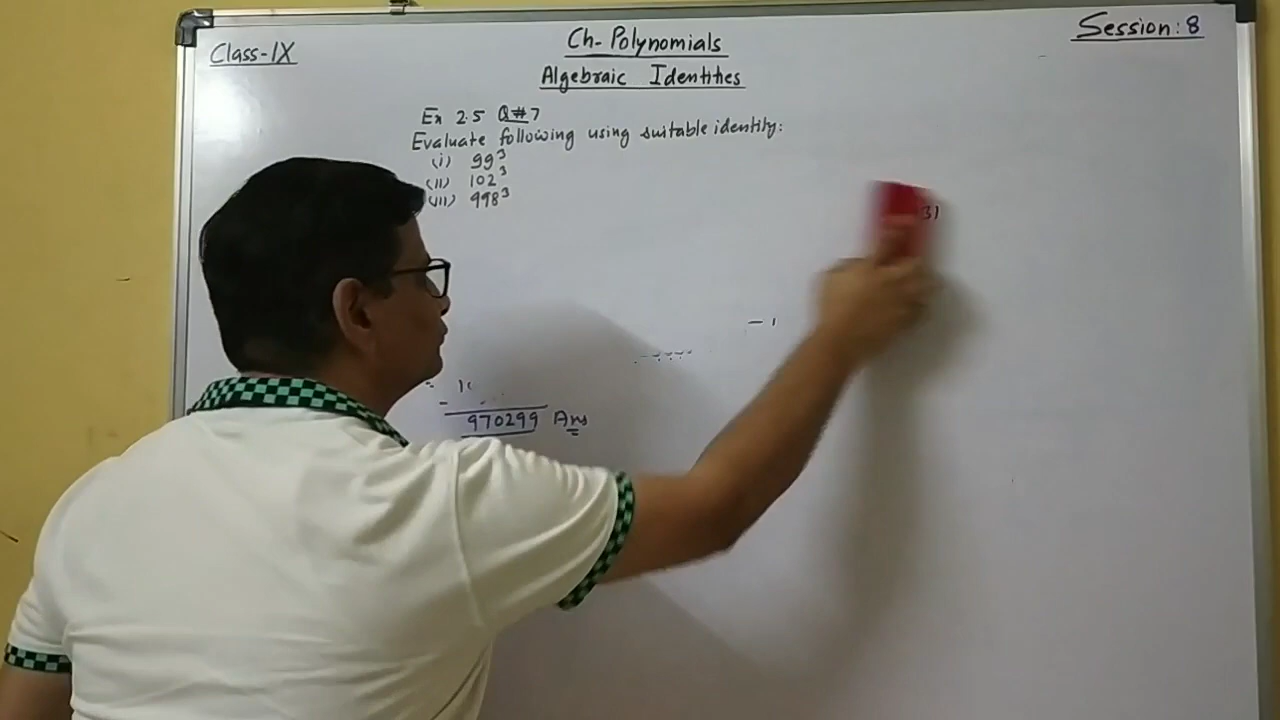 Class-IX
Ch- Polynomials
Session: 8
Algebraic Identities
Ex 2.5 Q#7
Evaluate following using suitable identity:
(i) 99³
(ii) 102³
(iii) 998³
970299 Ans